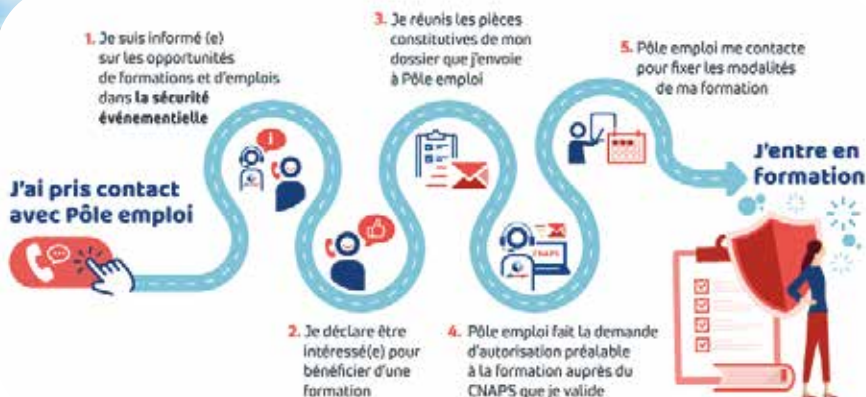 J'ai pris contact
avec Pôle emploi
1. Je suis informé (e)
sur les opportunités
de formations et d'emplois
dans la sécurité
événementielle
2. Je déclare être
intéressé(e) pour
bénéficier d'une
formation
3. Je réunis les pièces
constitutives de mon
dossier que j'envoie
à Pôle emploi
4. Pôle emploi fait la demande
d'autorisation préalable
à la formation auprès du
CNAPS que je valide
CNAPS
5. Pôle emploi me contacte
pour fixer les modalités
de ma formation
J'entre en
formation